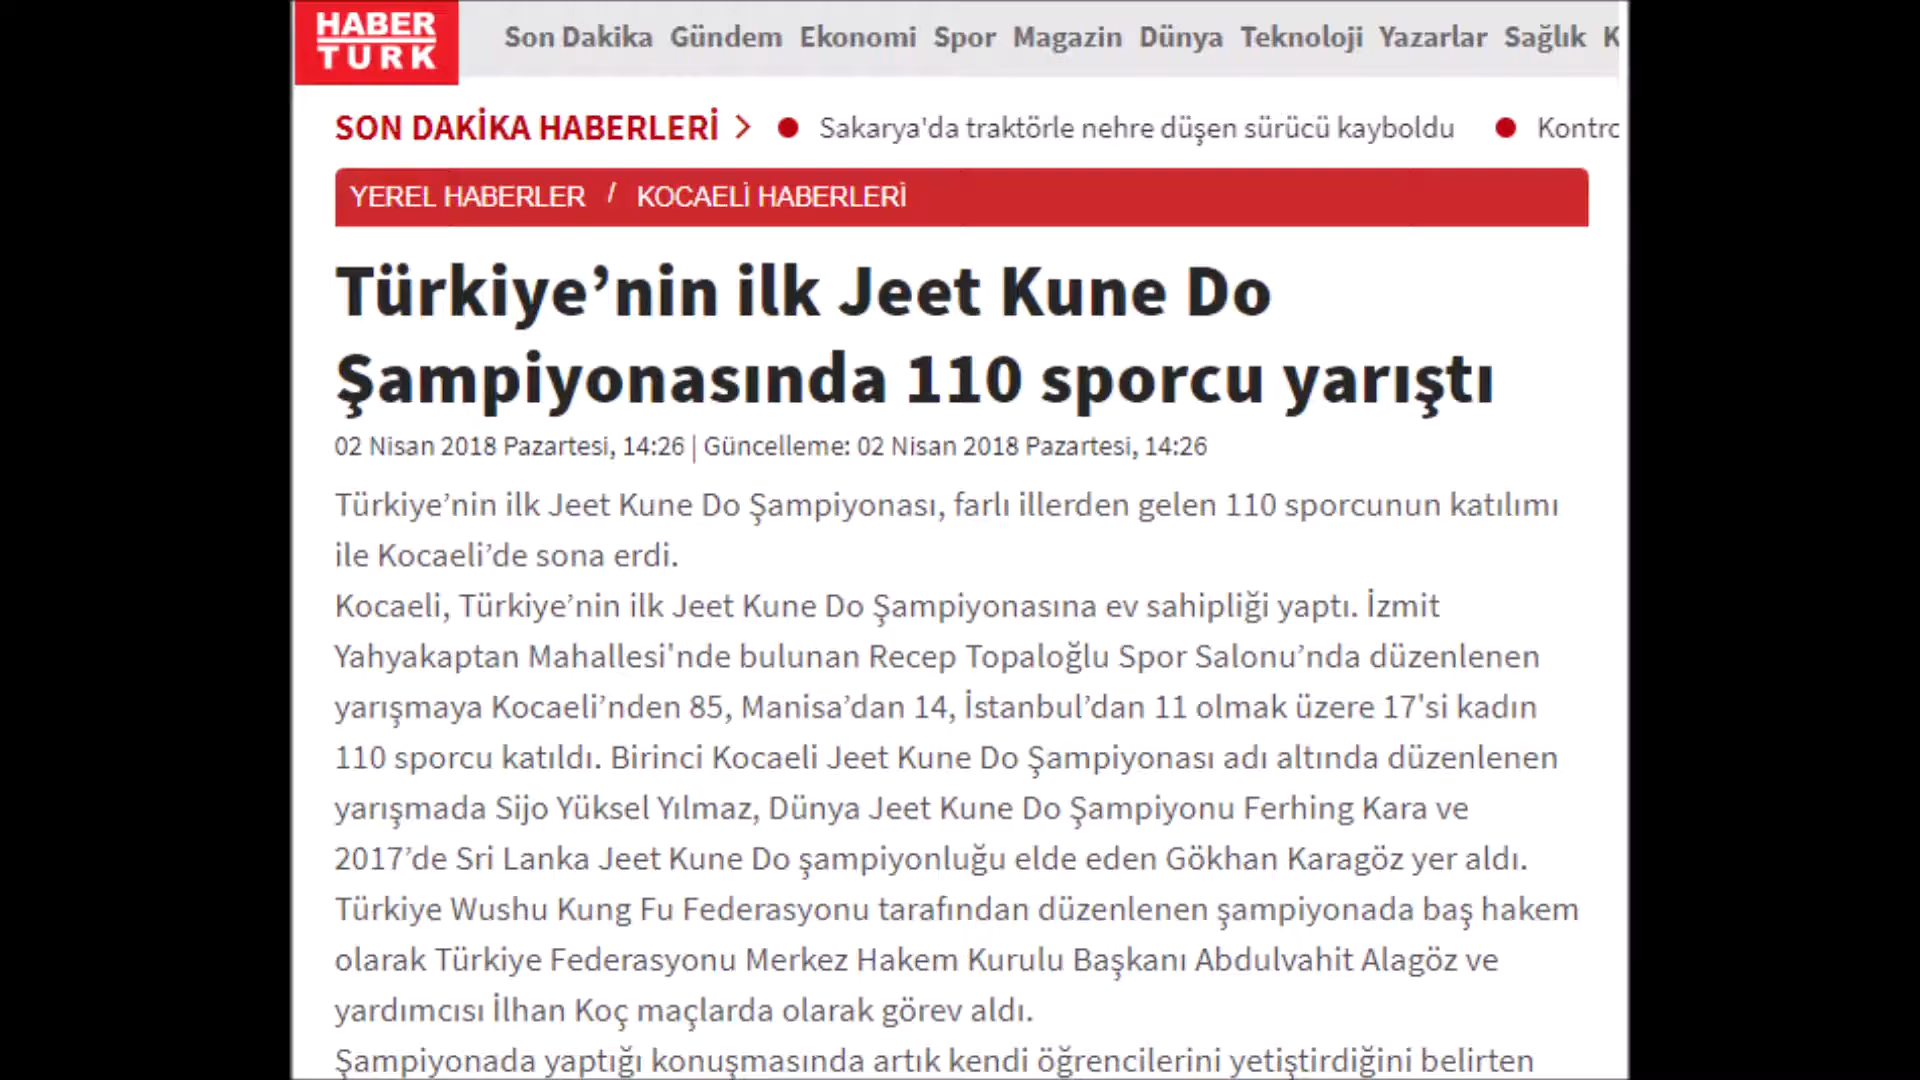 HABER
TURK
Son Dakika Gündem Ekonomi Spor Magazin Dünya Teknoloji Yazarlar Sağlık K
SON DAKİKA HABERLERİ > ● Sakarya'da traktörle nehre düşen sürücü kayboldu ● Kontro
YEREL HABERLER / KOCAELİ HABERLERİ
Türkiye’nin ilk Jeet Kune Do
Şampiyonasında 110 sporcu yarıştı
02 Nisan 2018 Pazartesi, 14:26 | Güncelleme: 02 Nisan 2018 Pazartesi, 14:26
Türkiye’nin ilk Jeet Kune Do Şampiyonası, farlı illerden gelen 110 sporcunun katılımı
ile Kocaeli’de sona erdi.
Kocaeli, Türkiye’nin ilk Jeet Kune Do Şampiyonasına ev sahipliği yaptı. İzmit
Yahyakaptan Mahallesi'nde bulunan Recep Topaloğlu Spor Salonu’nda düzenlenen
yarışmaya Kocaeli’nden 85, Manisa’dan 14, İstanbul’dan 11 olmak üzere 17'si kadın
110 sporcu katıldı. Birinci Kocaeli Jeet Kune Do Şampiyonası adı altında düzenlenen
yarışmada Sijo Yüksel Yılmaz, Dünya Jeet Kune Do Şampiyonu Ferhing Kara ve
2017’de Sri Lanka Jeet Kune Do şampiyonluğu elde eden Gökhan Karagöz yer aldı.
Türkiye Wushu Kung Fu Federasyonu tarafından düzenlenen şampiyonada baş hakem
olarak Türkiye Federasyonu Merkez Hakem Kurulu Başkanı Abdulvahit Alagöz ve
yardımcısı İlhan Koç maçlarda olarak görev aldı.
Şampiyonada yaptığı konuşmasında artık kendi öğrencilerini yetiştirdiğini belirten